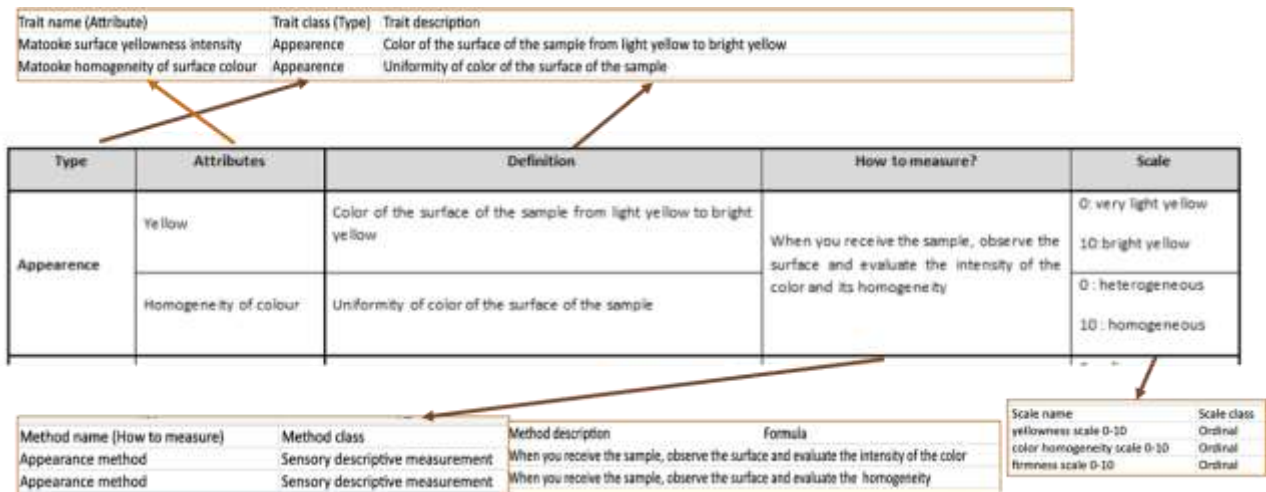 Trait name (Attribute) Trait class (Type) Trait description
Matooke surface yellowness intensity Appearence Color of the surface of the sample from light yellow to bright yellow
Matooke homogeneity of surface colour Appearence Uniformity of color of the surface of the sample
Type Attributes Definition How to measure? Scale
Appearence
Yellow
Color of the surface of the sample from light yellow to bright
yellow
Homogeneity of colour
Uniformity of color of the surface of the sample
When you receive the sample, observe the
surface and evaluate the intensity of the
color and its homogeneity
0: very light yellow
10:bright yellow
0 : heterogeneous
10 : homogeneous
Method name (How to measure) Method class Method description Formula
Appearance method Sensory descriptive measurement When you receive the sample, observe the surface and evaluate the intensity of the color
Appearance method Sensory descriptive measurement When you receive the sample, observe the surface and evaluate the homogeneity
Scale name Scale class
yellowness scale 0-10 Ordinal
color homogeneity scale 0-10 Ordinal
firmness scale 0-10 Ordinal